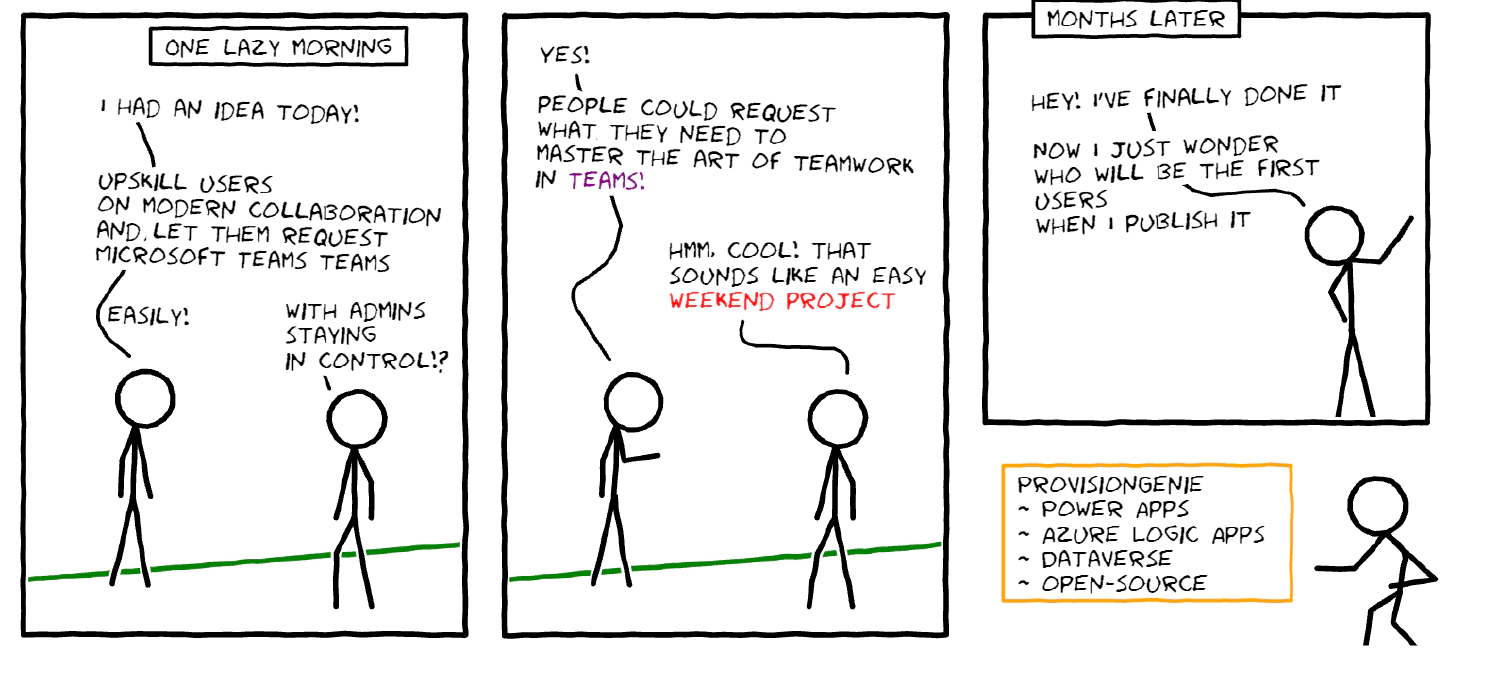 ONE LAZY MORNING
I HAD AN IDEA TODAY!
UPSKILL USERS
ON MODERN COLLABORATION
AND, LET THEM REQUEST
MICROSOFT TEAMS TEAMS
EASILY!
WITH ADMINS
STAYING
IN CONTROL!?
YES!
PEOPLE COULD REQUEST
WHAT THEY NEED TO
MASTER THE ART OF TEAMWORK
IN TEAMS!
HMM, COOL! THAT
SOUNDS LIKE AN EASY
WEEKEND PROJECT
MONTHS LATER
HEY! I'VE FINALLY DONE IT
NOW I JUST WONDER
WHO WILL BE THE FIRST
USERS
WHEN I PUBLISH IT
PROVISIONGENIE
~ POWER APPS
~ AZURE LOGIC APPS
~ DATAVERSE
~ OPEN-SOURCE